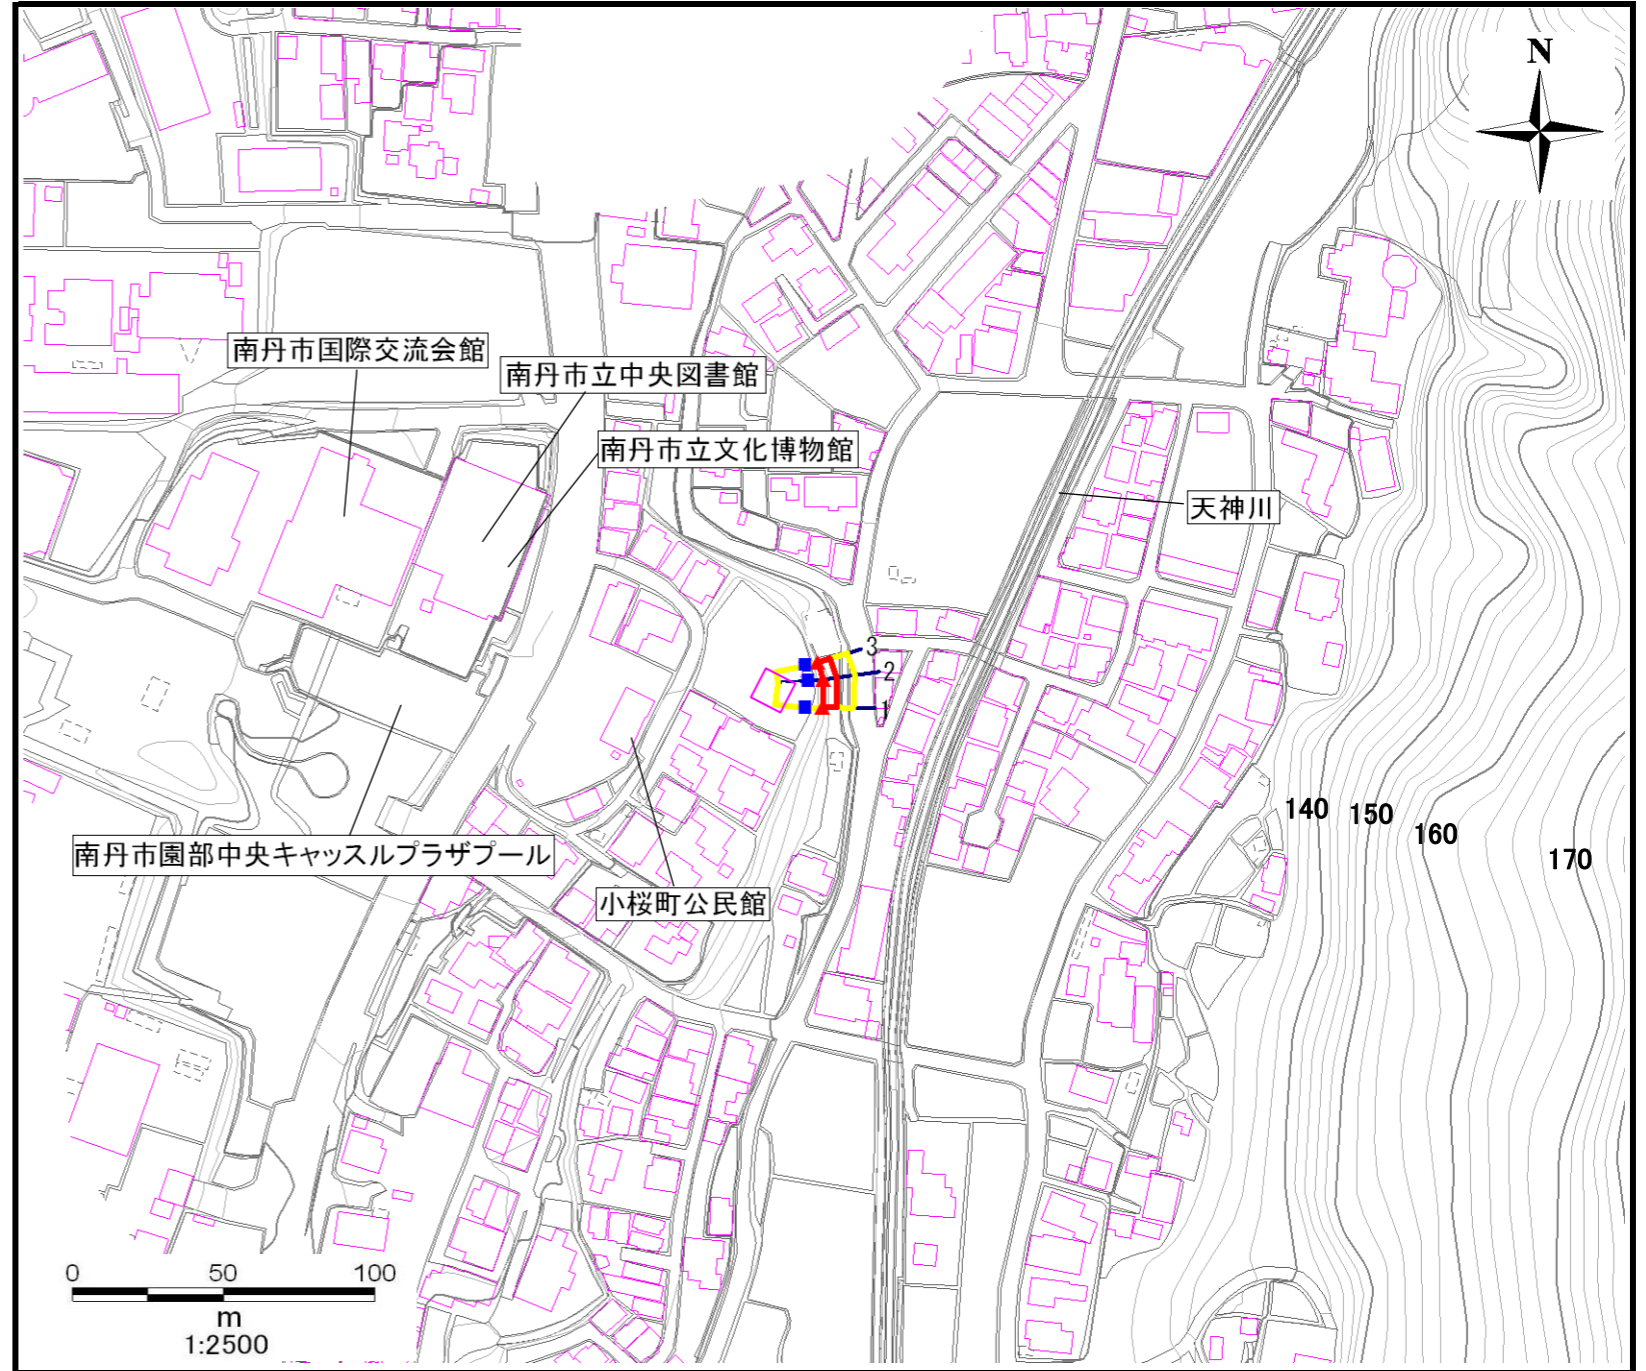 N
南丹市国際交流会館
南丹市立中央図書館
南丹市立文化博物館
天神川
3
2
1
140
150
160
170
南丹市園部中央キャッスルプラザプール
小桜町公民館
0 50 100
m
1:2500